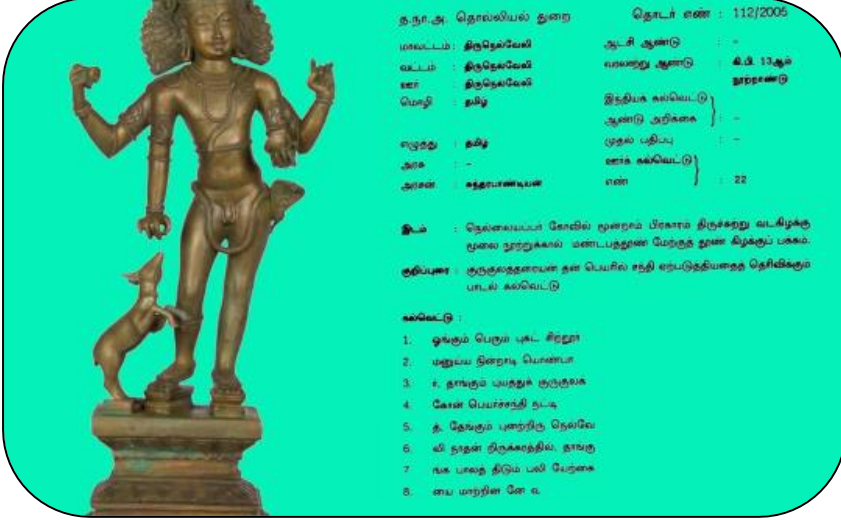 த.நா.அ. தொல்லியல் துறை தொடர் எண் : 112/2005
மாவட்டம் : திருநெல்வேலி ஆட்சி ஆண்டு : -
வட்டம் : திருநெல்வேலி வரலாற்று ஆண்டு : கி.பி. 13ஆம்
ஊர் : திருநெல்வேலி நூற்றாண்டு
மொழி : தமிழ் இந்தியக் கல்வெட்டு
ஆண்டு அறிக்கை : -
எழுத்து : தமிழ் முதல் பதிப்பு : -
அரசு : - ஊர்க் கல்வெட்டு
அரசன் : சுந்தரபாண்டியன் எண் : 22
இடம் : நெல்லையப்பர் கோவில் மூன்றாம் பிரகாரம் திருச்சுற்று வடகிழக்கு
மூலை நூற்றுக்கால் மண்டபத்தூண் மேற்குத் தூண் கிழக்குப் பக்கம்.
குறிப்புரை : குருகுலத்தரையன் தன் பெயரில் சந்தி ஏற்படுத்தியதைத் தெரிவிக்கும்
பாடல் கல்வெட்டு
கல்வெட்டு :
1. ஓங்கும் பெரும் புகட் சிற்றூர்
2. மனுய்ய நின்றாடி யொண்பா
3. ர், தாங்கும் புயத்துக் குருகுலக்
4. கோன் பெயர்ச்சந்தி நட்டி
5. த், தேங்கும் புனற்றிரு நெல்வே
6. லி நாதன் றிருக்கரத்தில், தாங்கு
7 ங்க பாலத் திடும் பலி யேற்கை
8. யை மாற்றின னே வ